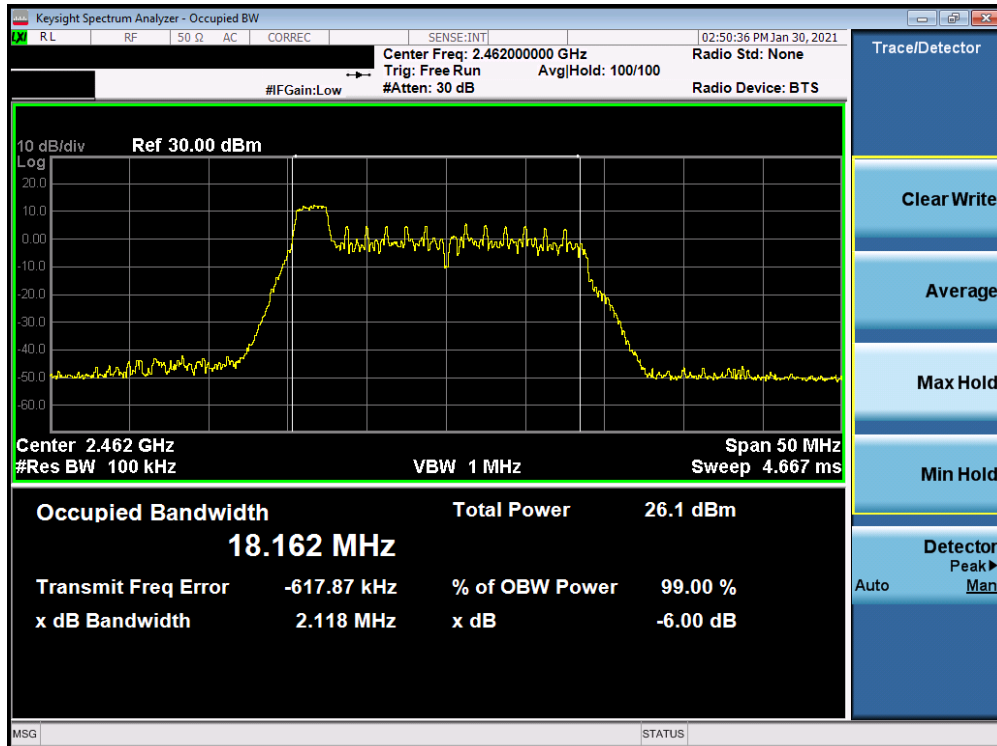 Keysight Spectrum Analyzer - Occupied BW
LXI RL RF 50 Ω AC CORREC SENSE:INT 02:50:36 PM Jan 30, 2021
Center Freq: 2.462000000 GHz Radio Std: None
Trig: Free Run Avg|Hold: 100/100
#IFGain:Low #Atten: 30 dB Radio Device: BTS
10 dB/div Ref 30.00 dBm
Log
20.0
10.0
0.00
-10.0
-20.0
-30.0
-40.0
-50.0
-60.0
Center 2.462 GHz Span 50 MHz
#Res BW 100 kHz VBW 1 MHz Sweep 4.667 ms
Occupied Bandwidth Total Power 26.1 dBm
18.162 MHz
Transmit Freq Error -617.87 kHz % of OBW Power 99.00 %
x dB Bandwidth 2.118 MHz x dB -6.00 dB
MSG STATUS
Trace/Detector
Clear Write
Average
Max Hold
Min Hold
Detector
Peak▶
Auto Man